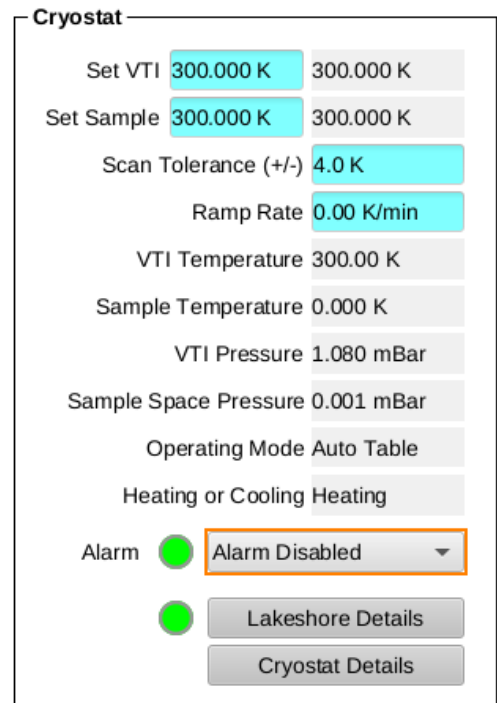 Cryostat
Set VTI 300.000 K 300.000 K
Set Sample 300.000 K 300.000 K
Scan Tolerance (+/-) 4.0 K
Ramp Rate 0.00 K/min
VTI Temperature 300.00 K
Sample Temperature 0.000 K
VTI Pressure 1.080 mBar
Sample Space Pressure 0.001 mBar
Operating Mode Auto Table
Heating or Cooling Heating
Alarm Alarm Disabled
Lakeshore Details
Cryostat Details